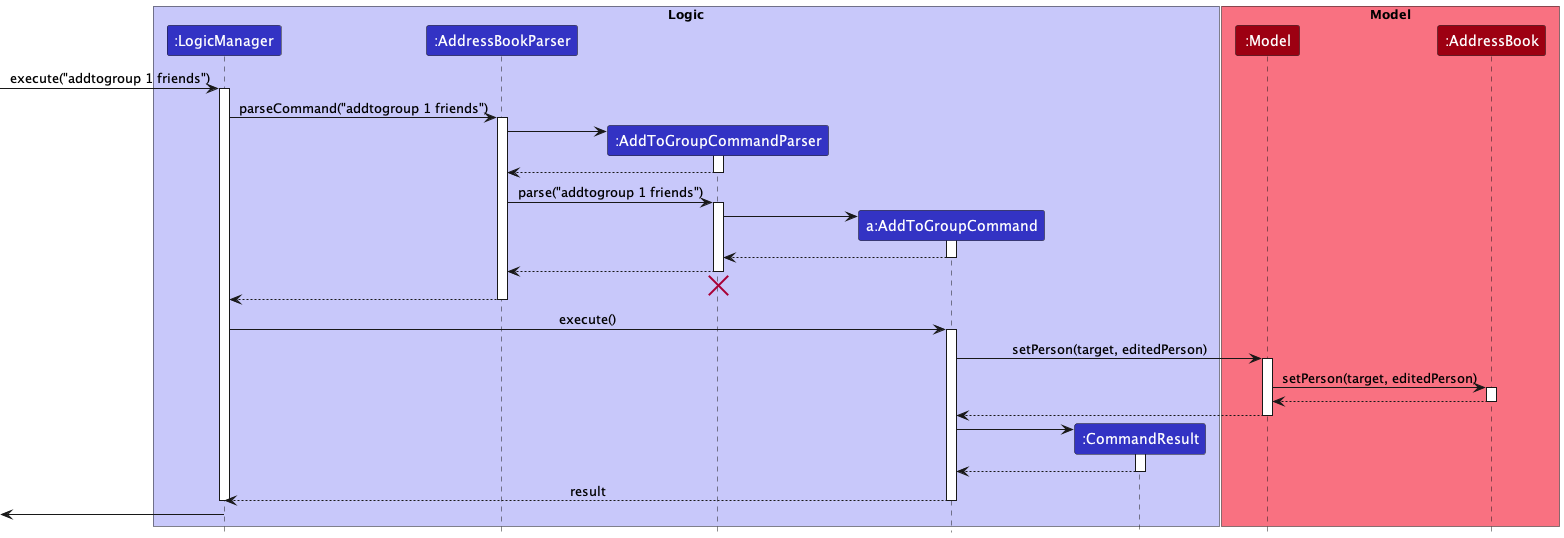 Logic
Model
:LogicManager
:AddressBookParser
:Model
:AddressBook
execute("addtogroup 1 friends")
parseCommand("addtogroup 1 friends")
:AddToGroupCommandParser
parse("addtogroup 1 friends")
a:AddToGroupCommand
execute()
setPerson(target, editedPerson)
setPerson(target, editedPerson)
:CommandResult
result